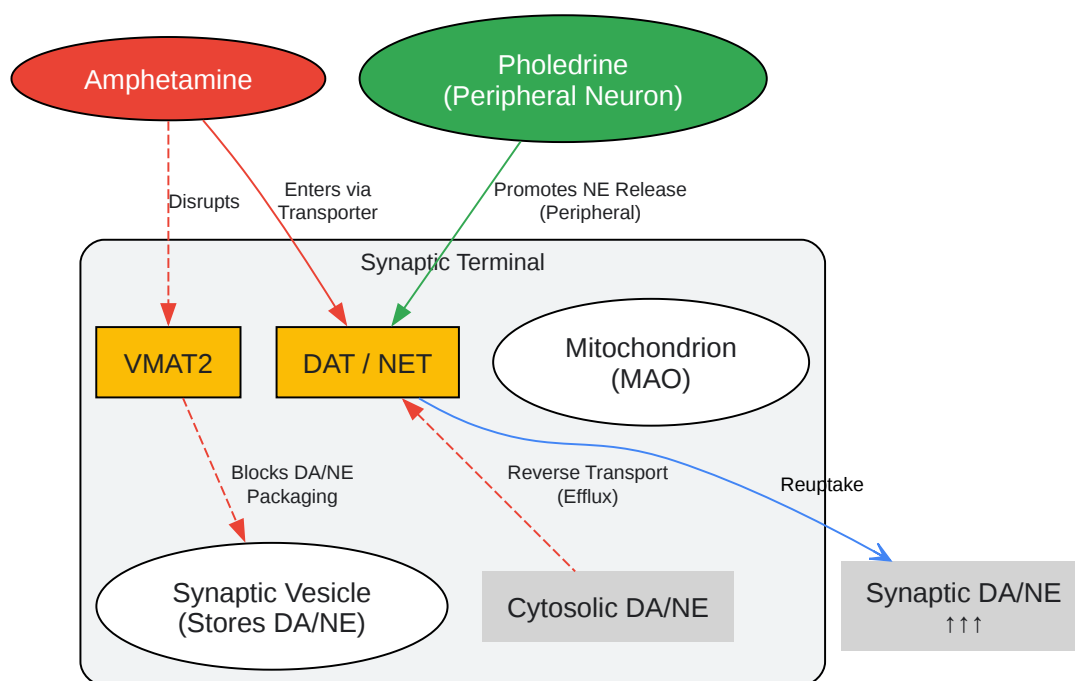 Amphetamine
Pholedrine
(Peripheral Neuron)
Disrupts
Enters via
Transporter
Promotes NE Release
(Peripheral)
Synaptic Terminal
VMAT2
DAT / NET
Mitochondrion
(MAO)
Blocks DA/NE
Packaging
Reverse Transport
(Efflux)
Reuptake
Synaptic Vesicle
(Stores DA/NE)
Cytosolic DA/NE
Synaptic DA/NE
↑↑↑